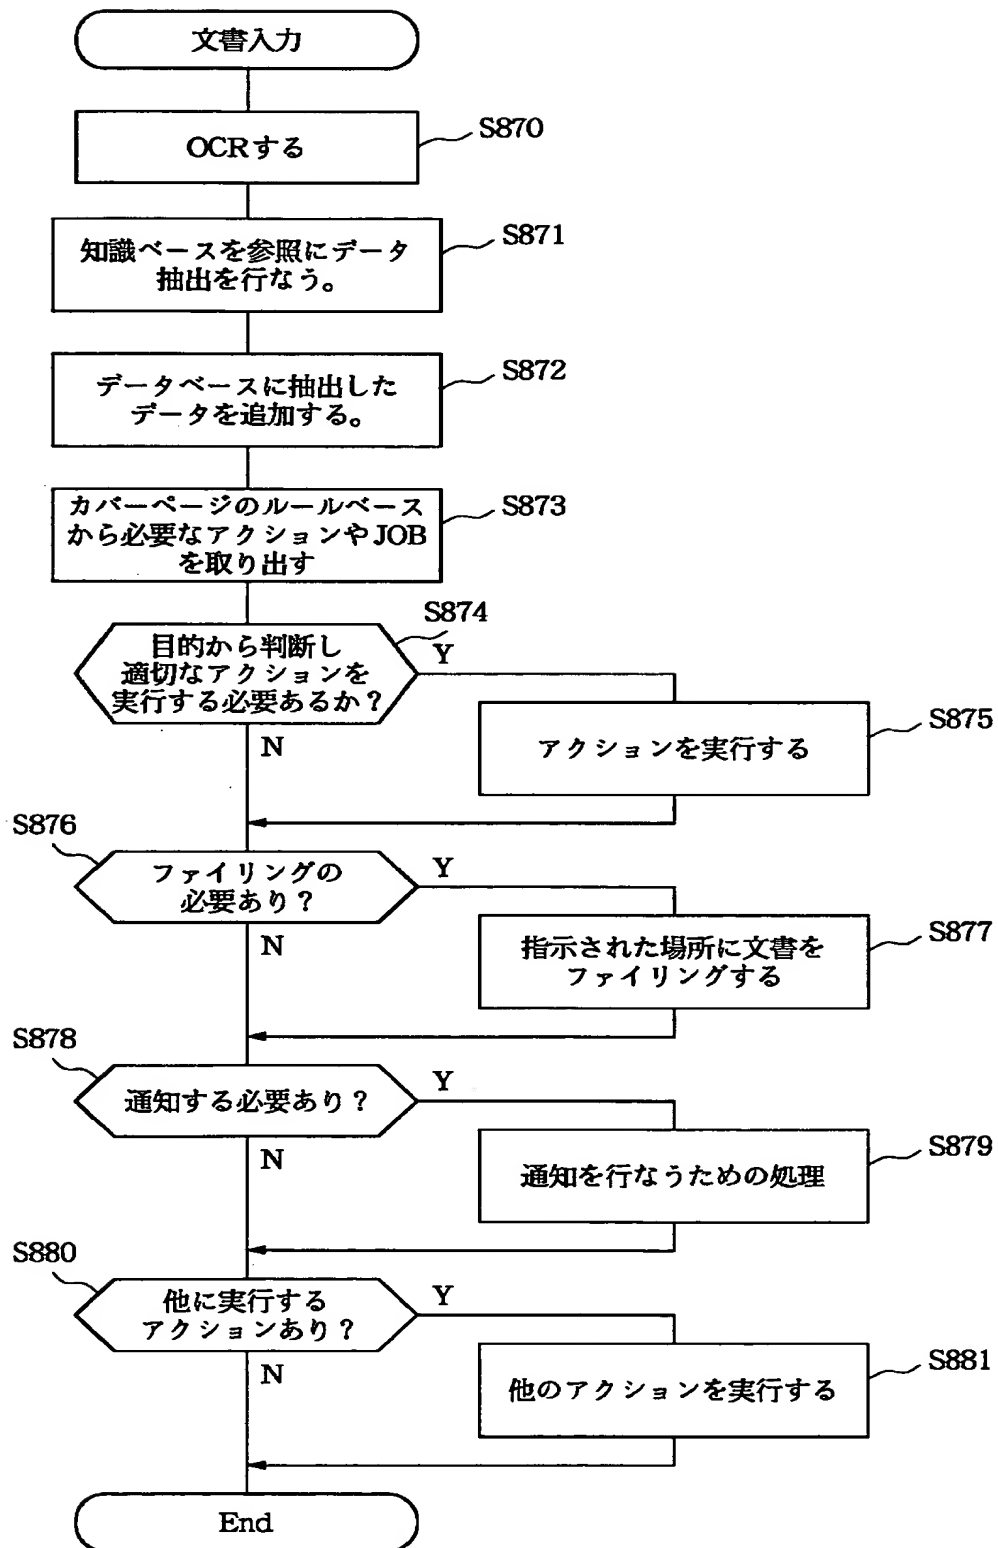 文書入力
OCRする
S870
知識ベースを参照にデータ
抽出を行なう。
S871
データベースに抽出した
データを追加する。
S872
カバーページのルールベース
から必要なアクションやJOB
を取り出す
S873
目的から判断し
適切なアクションを
実行する必要あるか？
S874
Y
N
アクションを実行する
S875
S876
ファイリングの
必要あり？
Y
N
指示された場所に文書を
ファイリングする
S877
S878
通知する必要あり？
Y
N
通知を行なうための処理
S879
S880
他に実行する
アクションあり？
Y
N
他のアクションを実行する
S881
End